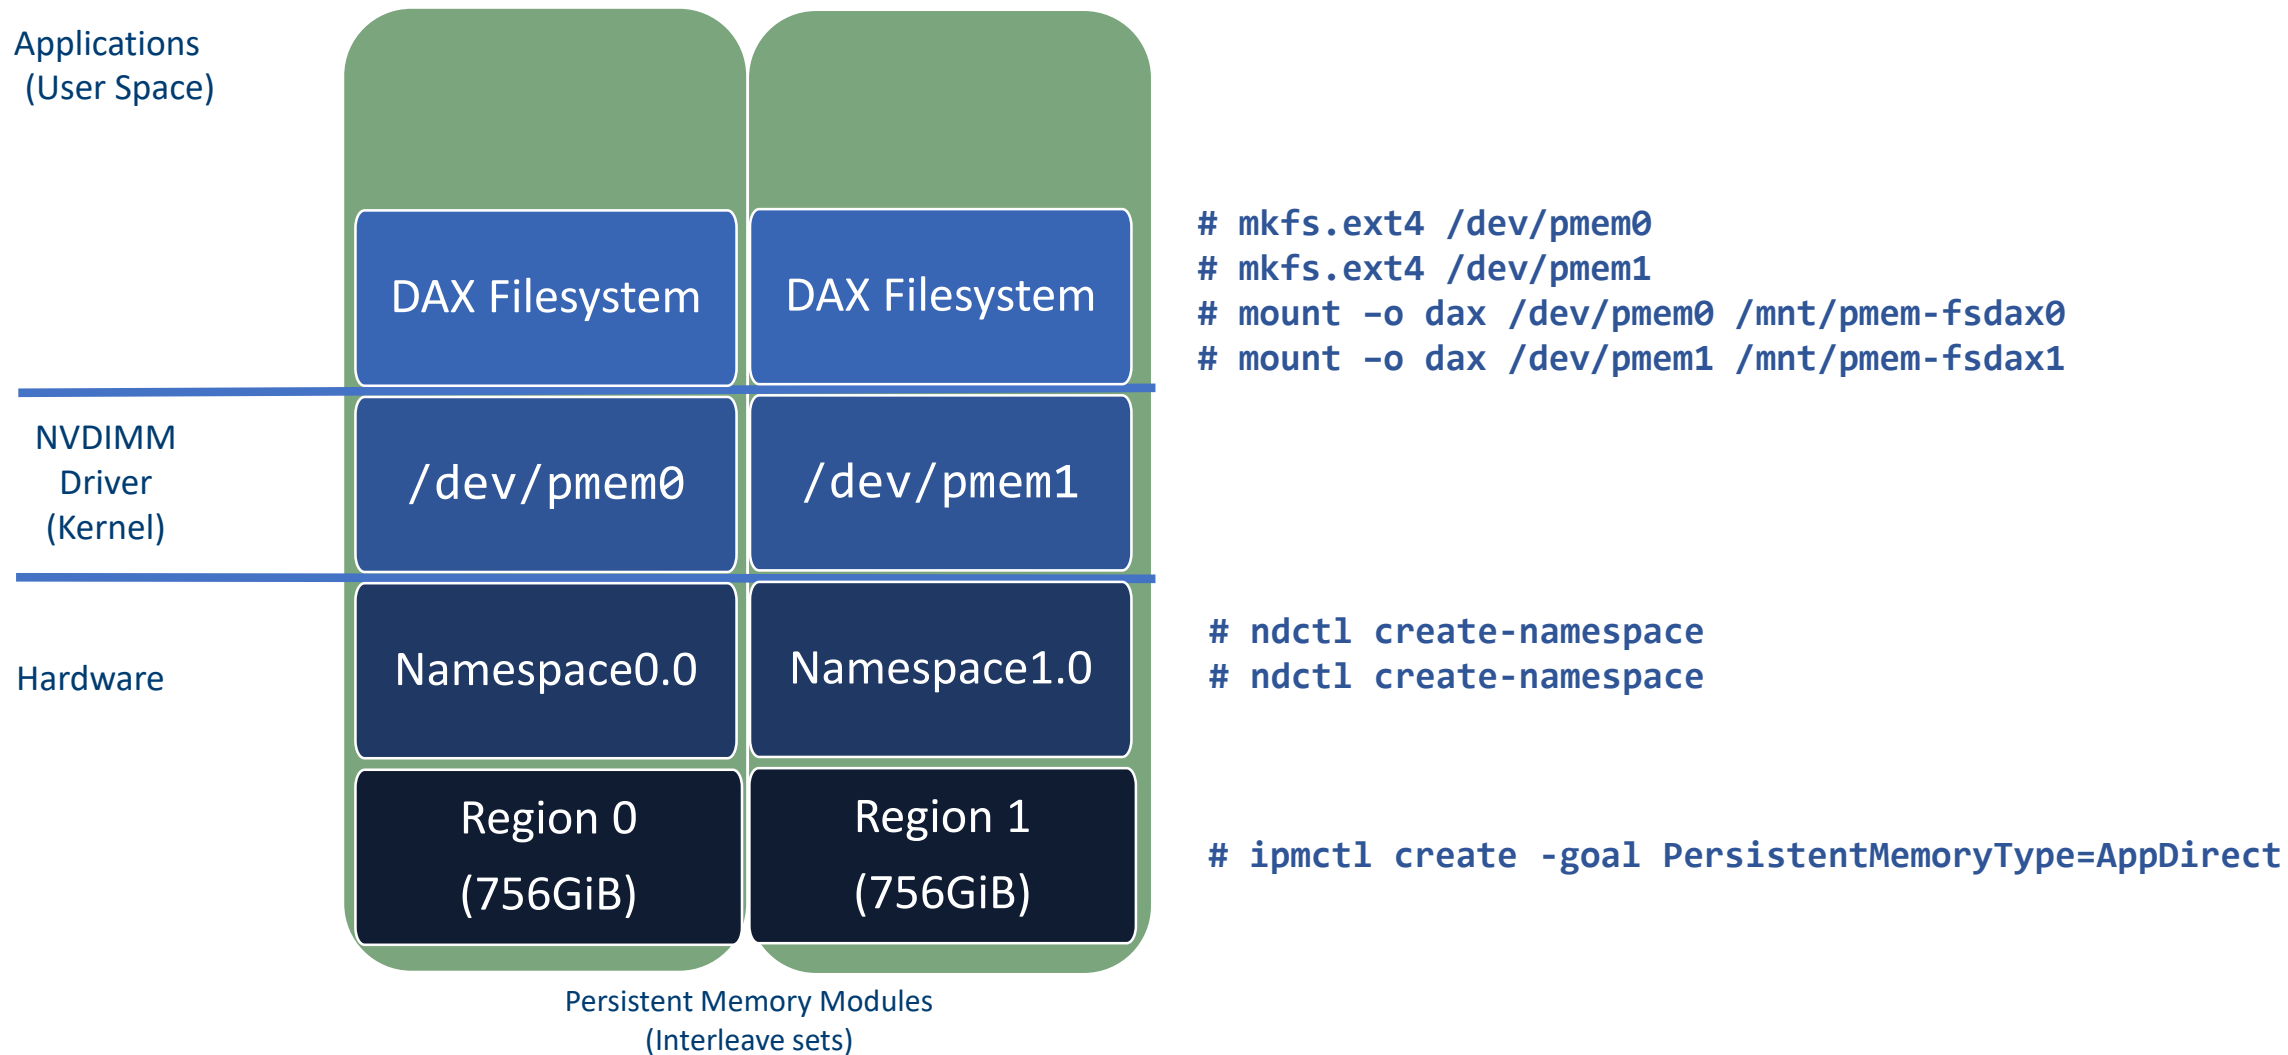 Applications
(User Space)
DAX Filesystem
DAX Filesystem
# mkfs.ext4 /dev/pmem0
# mkfs.ext4 /dev/pmem1
# mount –o dax /dev/pmem0 /mnt/pmem-fsdax0
# mount –o dax /dev/pmem1 /mnt/pmem-fsdax1
NVDIMM
Driver
(Kernel)
/dev/pmem0
/dev/pmem1
Hardware
Namespace0.0
Namespace1.0
# ndctl create-namespace
# ndctl create-namespace
Region 0
(756GiB)
Region 1
(756GiB)
# ipmctl create -goal PersistentMemoryType=AppDirect
Persistent Memory Modules
(Interleave sets)